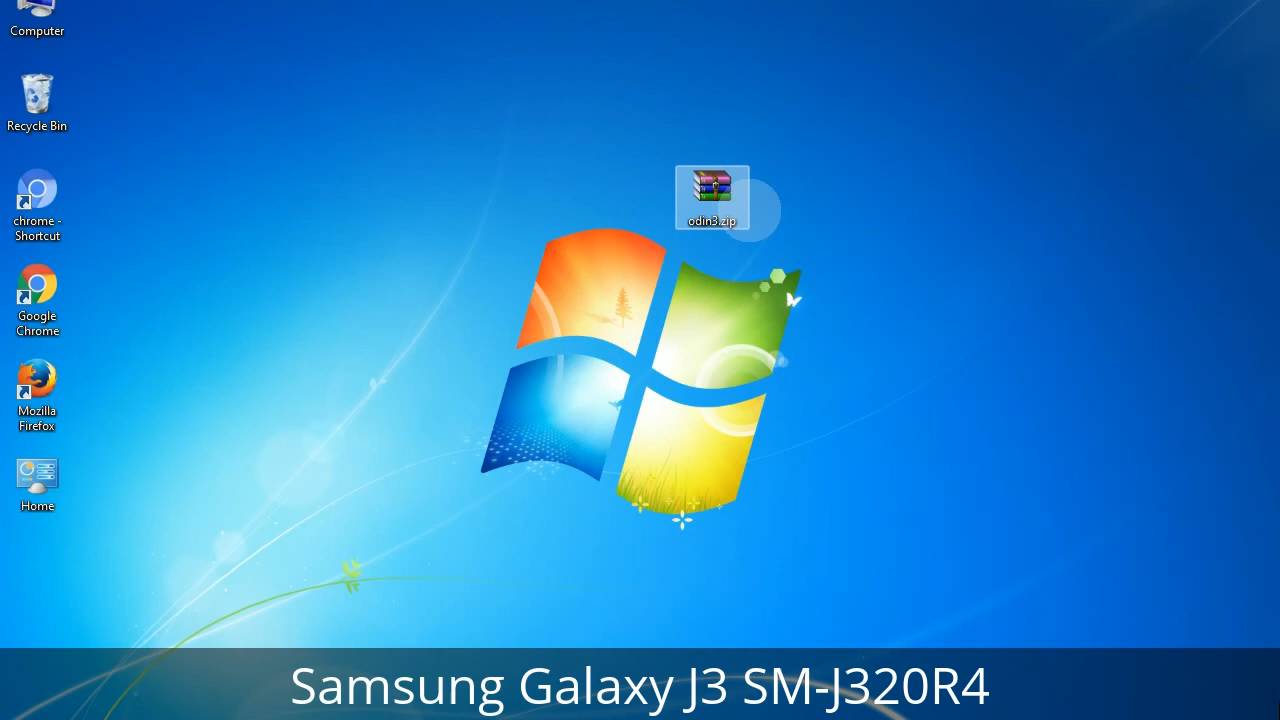 Computer
Recycle Bin
chrome -
Shortcut
Google
Chrome
Mozilla
Firefox
Home
odin3.zip
Samsung Galaxy J3 SM-J320R4